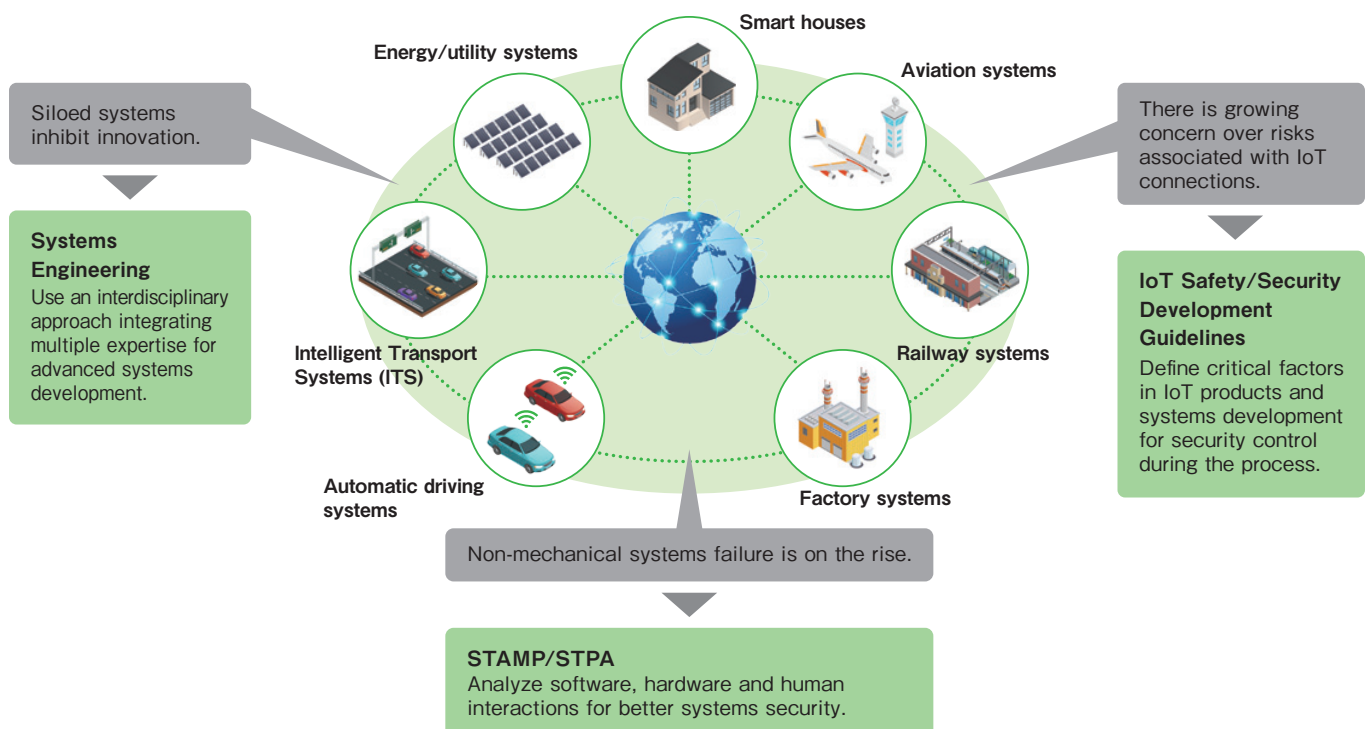 Smart houses
Energy/utility systems
Aviation systems
Siloed systems
inhibit innovation.
There is growing
concern over risks
associated with IoT
connections.
Systems
Engineering
Use an interdisciplinary
approach integrating
multiple expertise for
advanced systems
development.
IoT Safety/Security
Development
Guidelines
Define critical factors
in IoT products and
systems development
for security control
during the process.
Intelligent Transport
Systems (ITS)
Railway systems
Automatic driving
systems
Factory systems
Non-mechanical systems failure is on the rise.
STAMP/STPA
Analyze software, hardware and human
interactions for better systems security.